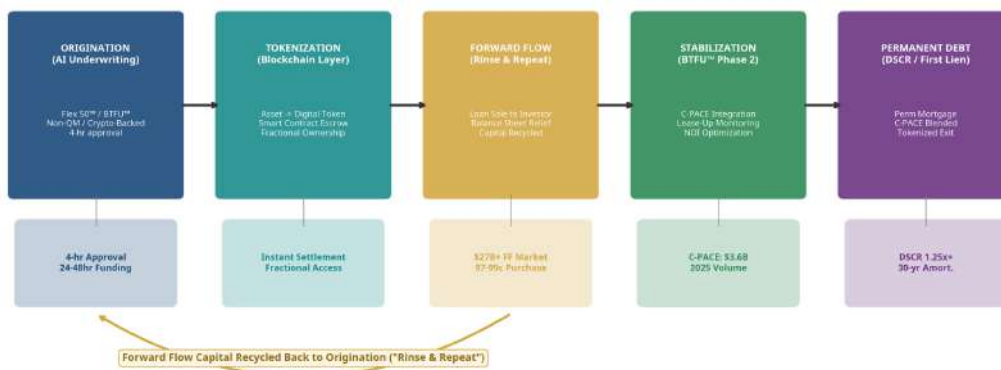 ORIGINATION
(AI Underwriting)
Flex 50™ / BTFU™
Non-QM / Crypto-Backed
4-hr approval
TOKENIZATION
(Blockchain Layer)
Asset → Digital Token
Smart Contract Escrow
Fractional Ownership
FORWARD FLOW
(Rinse & Repeat)
Loan Sale to Investor
Balance Sheet Relief
Capital Recycled
STABILIZATION
(BTFU™ Phase 2)
C-PACE Integration
Lease-Up Monitoring
NOI Optimization
PERMANENT DEBT
(DSCR / First Lien)
Perm Mortgage
C-PACE Blended
Tokenized Exit
4-hr Approval
24-48hr Funding
Instant Settlement
Fractional Access
FF Market
97-99c Purchase
C-PACE: $3.6B
2025 Volume
DSCR 1.25x+
30-yr Amort.
Forward Flow Capital Recycled Back to Origination ("Rinse & Repeat")